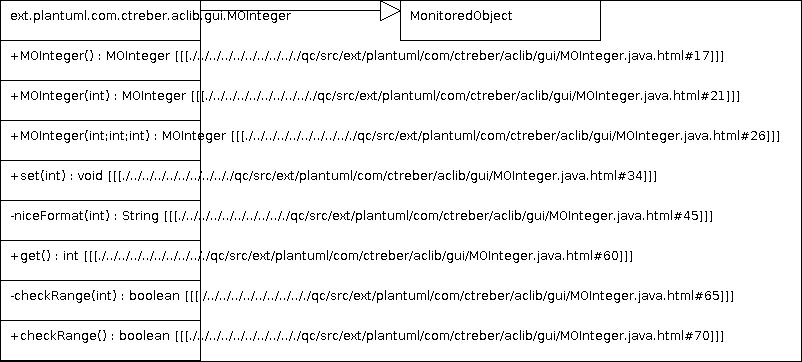 ext.plantuml.com.ctreber.aclib.gui.MOInteger
MonitoredObject
+MOInteger() : MOInteger [[[./../../../../../../../../../qc/src/ext/plantuml/com/ctreber/aclib/gui/MOInteger.java.html#17]]]
+MOInteger(int) : MOInteger [[[./../../../../../../../../../qc/src/ext/plantuml/com/ctreber/aclib/gui/MOInteger.java.html#21]]]
+MOInteger(int;int;int) : MOInteger [[[./../../../../../../../../../qc/src/ext/plantuml/com/ctreber/aclib/gui/MOInteger.java.html#26]]]
+set(int) : void [[[./../../../../../../../../../qc/src/ext/plantuml/com/ctreber/aclib/gui/MOInteger.java.html#34]]]
-niceFormat(int) : String [[[./../../../../../../../../../qc/src/ext/plantuml/com/ctreber/aclib/gui/MOInteger.java.html#45]]]
+get() : int [[[./../../../../../../../../../qc/src/ext/plantuml/com/ctreber/aclib/gui/MOInteger.java.html#60]]]
-checkRange(int) : boolean [[[./../../../../../../../../../qc/src/ext/plantuml/com/ctreber/aclib/gui/MOInteger.java.html#65]]]
+checkRange() : boolean [[[./../../../../../../../../../qc/src/ext/plantuml/com/ctreber/aclib/gui/MOInteger.java.html#70]]]